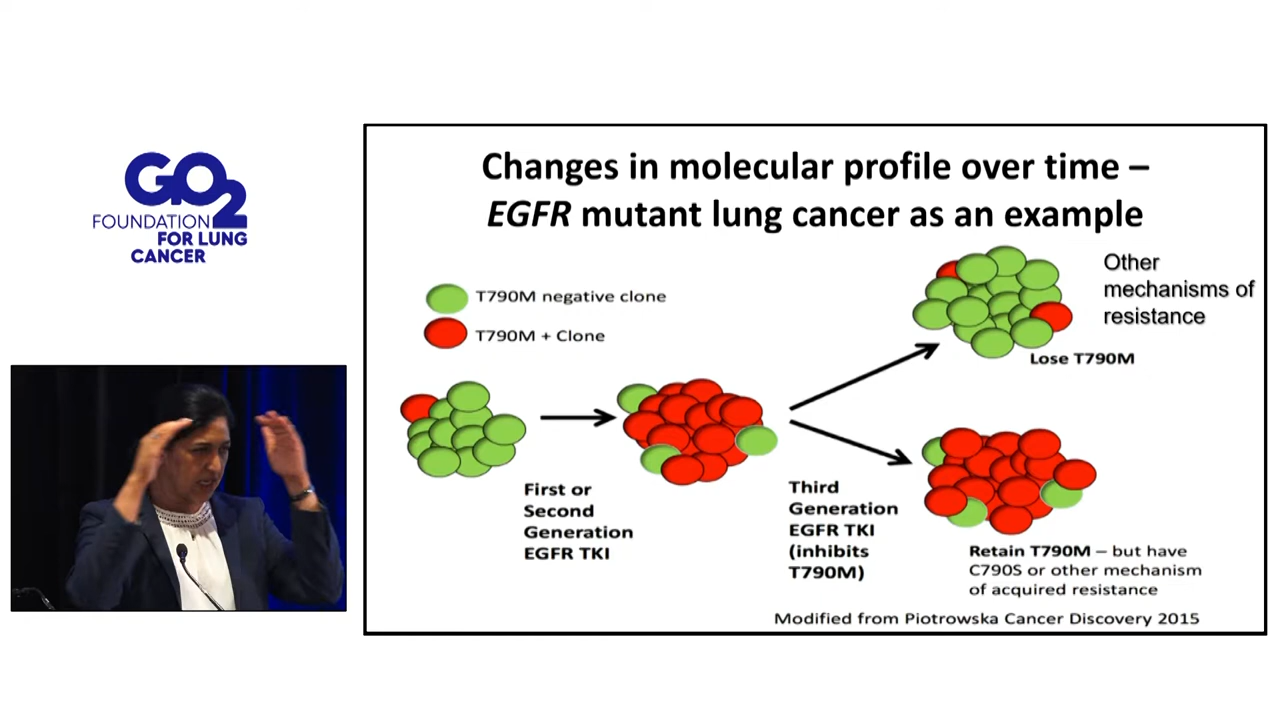 GO2
FOUNDATION
FOR LUNG
CANCER
Changes in molecular profile over time –
EGFR mutant lung cancer as an example
T790M negative clone
T790M + Clone
First or
Second
Generation
EGFR TKI
Third
Generation
EGFR TKI
(inhibits
T790M)
Other
mechanisms of
resistance
Lose T790M
Retain T790M – but have
C790S or other mechanism
of acquired resistance
Modified from Piotrowska Cancer Discovery 2015